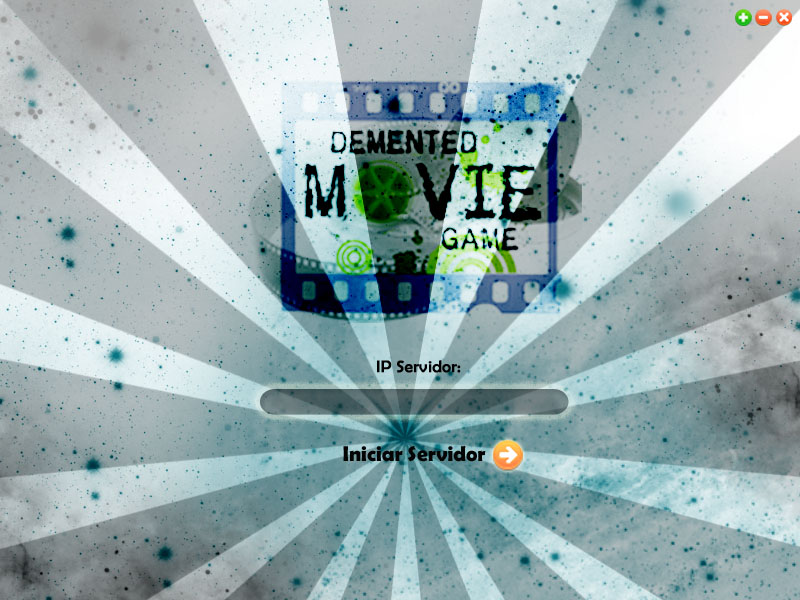 DEMENTED
MOVIE
GAME
IP Servidor:
Iniciar Servidor